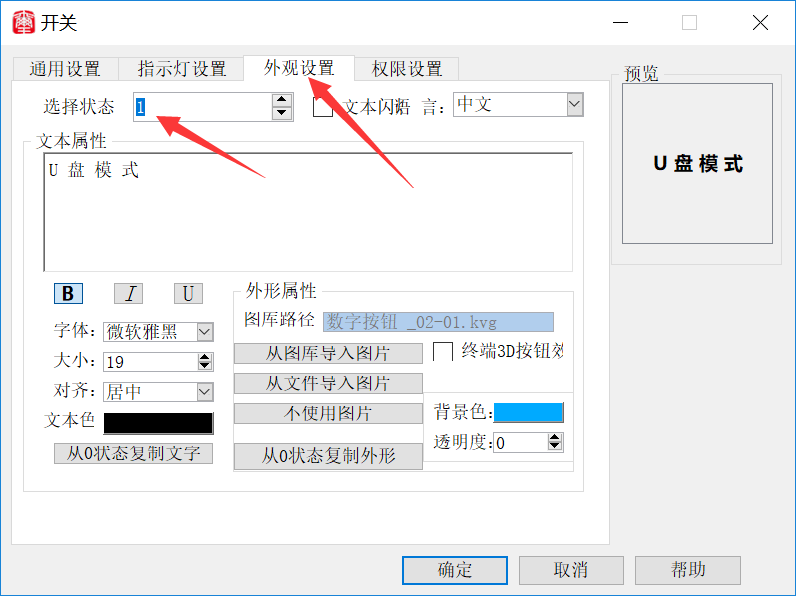 开关
通用设置 指示灯设置 外观设置 权限设置
选择状态 1 文本闪烁 语 言: 中文
文本属性
U 盘 模 式
B I U
字体: 微软雅黑
大小: 19
对齐: 居中
文本色
从0状态复制文字
外形属性
图库路径 数字按钮 _02-01.kvg
从图库导入图片 终端3D按钮效
从文件导入图片
不使用图片 背景色:
透明度: 0
从0状态复制外形
预览
U 盘 模 式
确定 取消 帮助